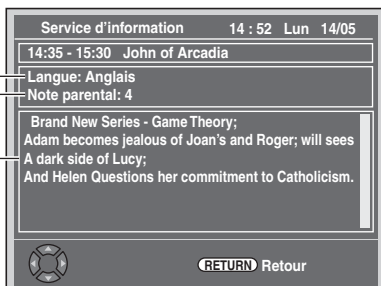 Service d'information 14 : 52 Lun 14/05
14:35 - 15:30 John of Arcadia
Langue: Anglais
Note parental: 4
Brand New Series - Game Theory;
Adam becomes jealous of Joan's and Roger; will sees
A dark side of Lucy;
And Helen Questions her commitment to Catholicism.
RETURN Retour